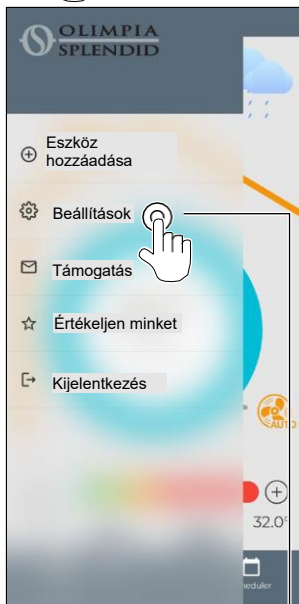 OLIMPIA
SPLENDID
Eszköz
hozzáadása
Beállítások
Támogatás
Értékeljen minket
Kijelentkezés
AUTO
32.0°